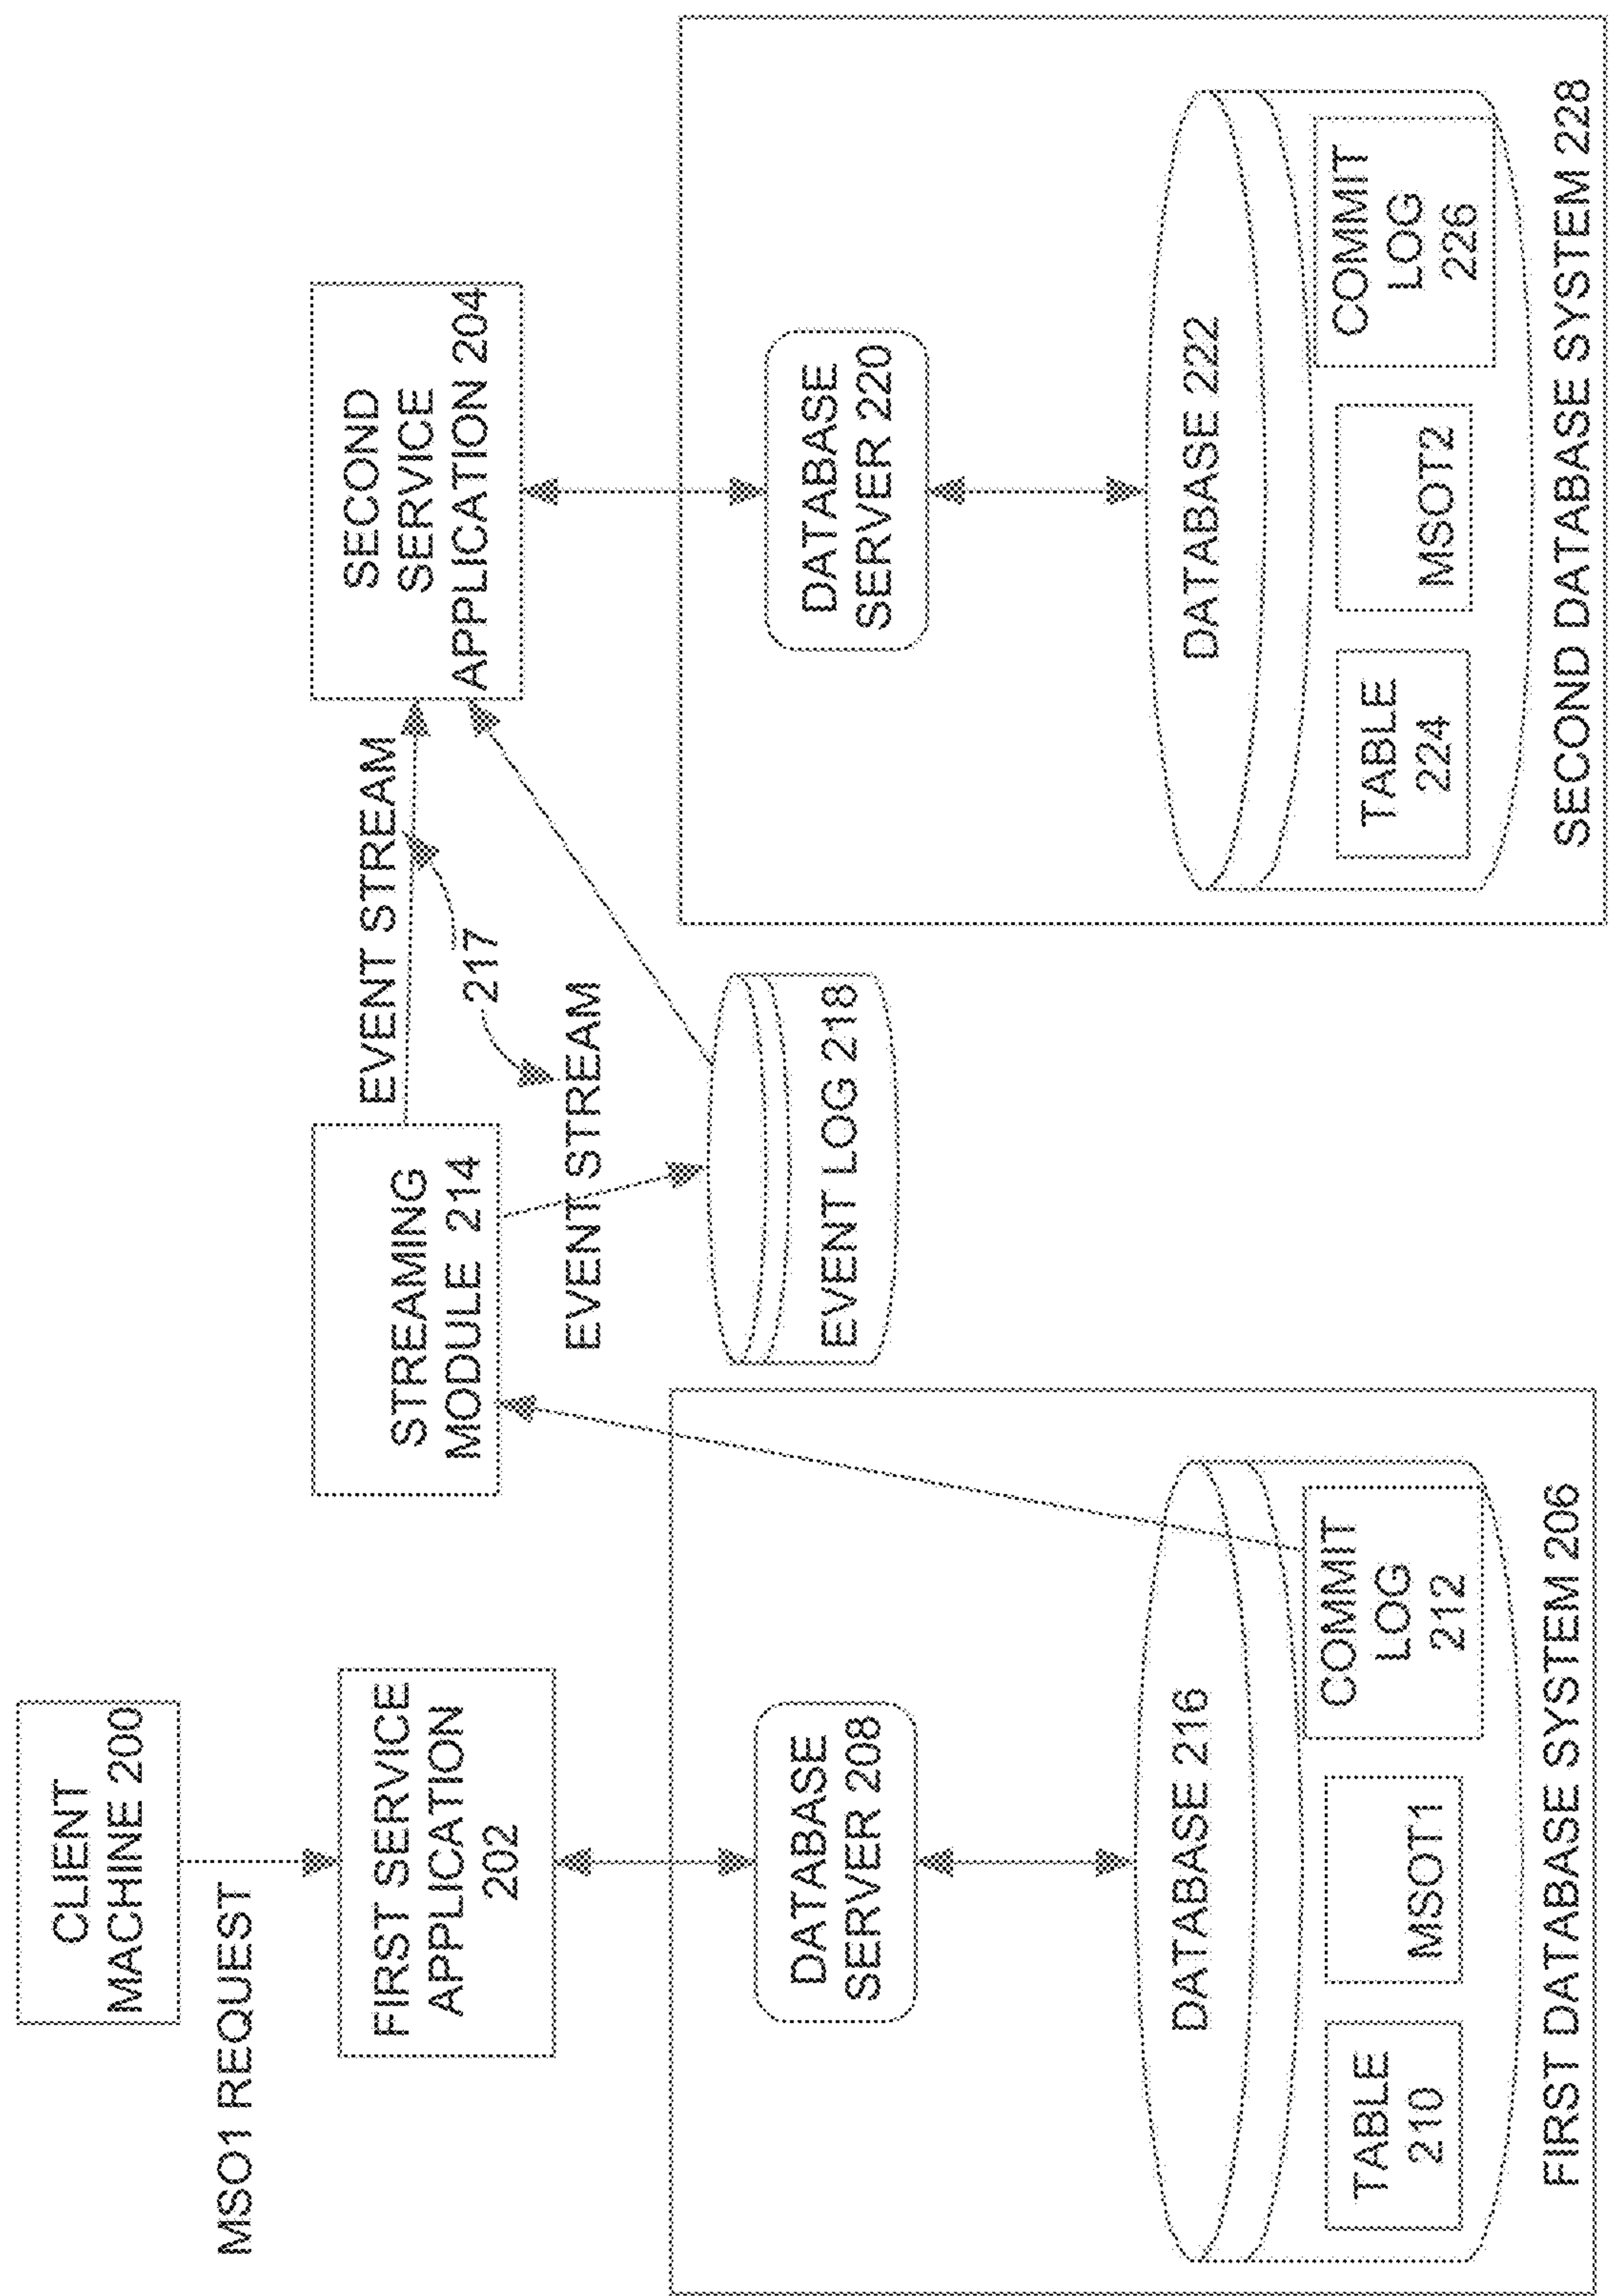 CLIENT
MACHINE 200
MSO1 REQUEST
FIRST SERVICE
APPLICATION
202
DATABASE
SERVER 208
DATABASE 216
TABLE
210
MSOT1
COMMIT
LOG
212
FIRST DATABASE SYSTEM 206
STREAMING
MODULE 214
EVENT STREAM
217
EVENT STREAM
EVENT LOG 218
SECOND
SERVICE
APPLICATION 204
DATABASE
SERVER 220
DATABASE 222
TABLE
224
MSOT2
COMMIT
LOG
226
SECOND DATABASE SYSTEM 228